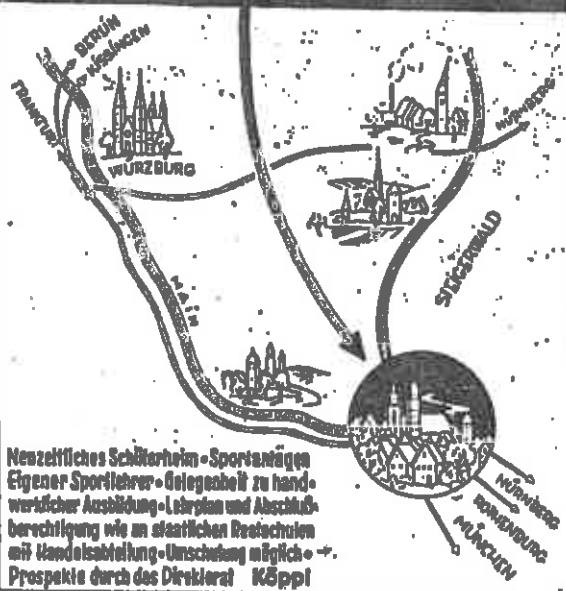 BERLIN
KISSINGEN
FRANKFURT
WÜRZBURG
NÜRNBERG
STEIGERWALD
MAIN
Neuzeitliches Schülerheim • Sportanlagen
Eigener Sportlehrer • Gelegenheit zu hand-
werklicher Ausbildung • Lehrplan und Abschluß-
berechtigung wie an staatlichen Realschulen
mit Handelsabteilung • Umschulung möglich •
Prospekte durch das Direktorat Köppl
NÜRNBERG
ROTHENBURG
MÜNCHEN